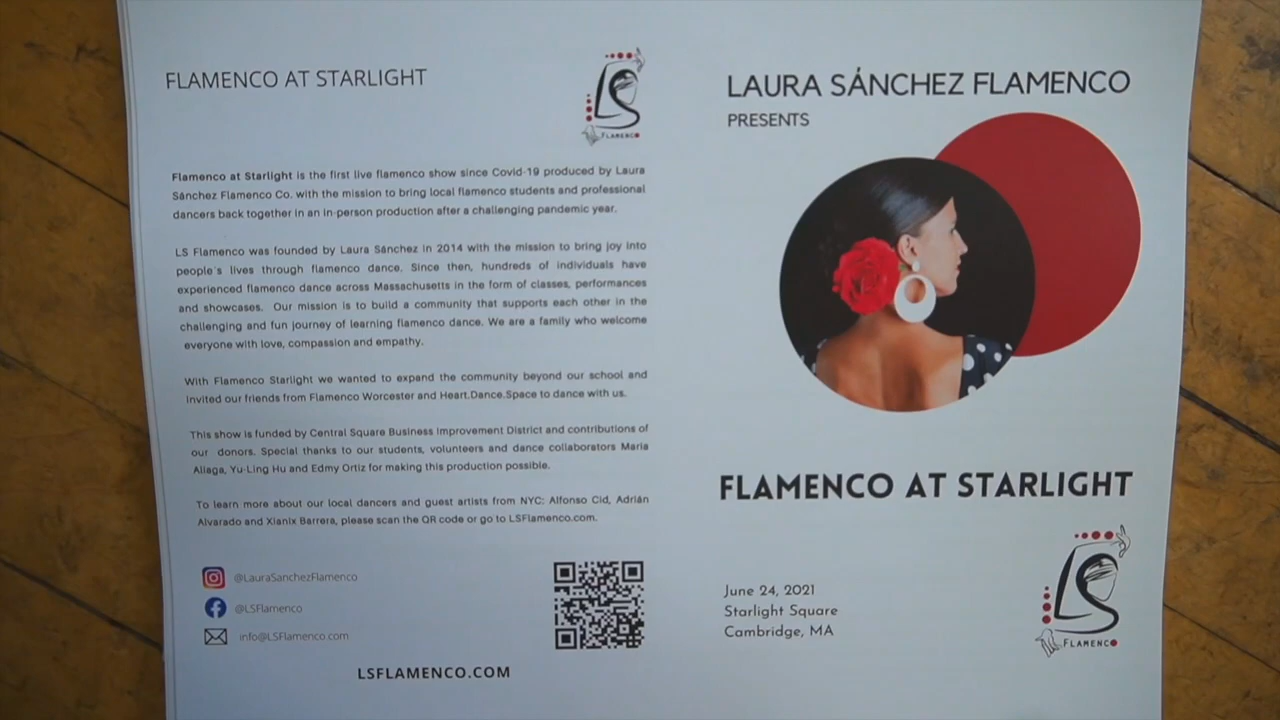 FLAMENCO AT STARLIGHT
LS
FLAMENCO
Flamenco at Starlight is the first live flamenco show since Covid-19 produced by Laura
Sánchez Flamenco Co. with the mission to bring local flamenco students and professional
dancers back together in an in-person production after a challenging pandemic year.
LS Flamenco was founded by Laura Sánchez in 2014 with the mission to bring joy into
people's lives through flamenco dance. Since then, hundreds of individuals have
experienced flamenco dance across Massachusetts in the form of classes, performances
and showcases. Our mission is to build a community that supports each other in the
challenging and fun journey of learning flamenco dance. We are a family who welcome
everyone with love, compassion and empathy.
With Flamenco Starlight we wanted to expand the community beyond our school and
invited our friends from Flamenco Worcester and Heart.Dance.Space to dance with us.
This show is funded by Central Square Business Improvement District and contributions of
our donors. Special thanks to our students, volunteers and dance collaborators Maria
Aliaga, Yu-Ling Hu and Edmy Ortiz for making this production possible.
To learn more about our local dancers and guest artists from NYC: Alfonso Cid, Adrián
Alvarado and Xianix Barrera, please scan the QR code or go to LSFlamenco.com.
@LauraSanchezFlamenco
@LSFlamenco
info@LSFlamenco.com
LSFLAMENCO.COM
LAURA SÁNCHEZ FLAMENCO
PRESENTS
FLAMENCO AT STARLIGHT
June 24, 2021
Starlight Square
Cambridge, MA
LS
FLAMENCO